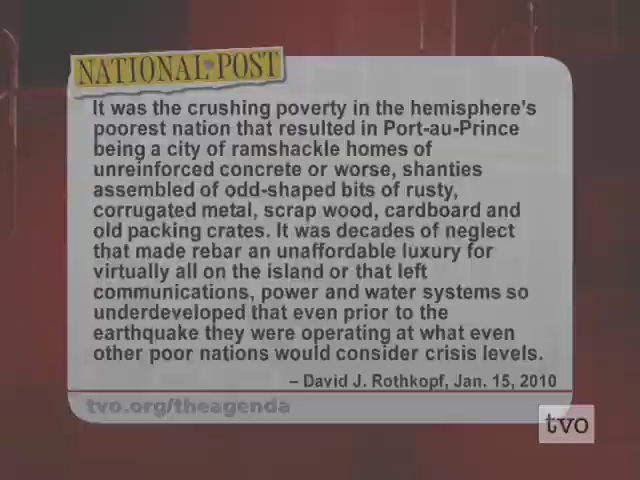 NATIONAL POST
It was the crushing poverty in the hemisphere's
poorest nation that resulted in Port-au-Prince
being a city of ramshackle homes of
unreinforced concrete or worse, shanties
assembled of odd-shaped bits of rusty,
corrugated metal, scrap wood, cardboard and
old packing crates. It was decades of neglect
that made rebar an unaffordable luxury for
virtually all on the island or that left
communications, power and water systems so
underdeveloped that even prior to the
earthquake they were operating at what even
other poor nations would consider crisis levels.
– David J. Rothkopf, Jan. 15, 2010
tvo.org/theagenda
tvo